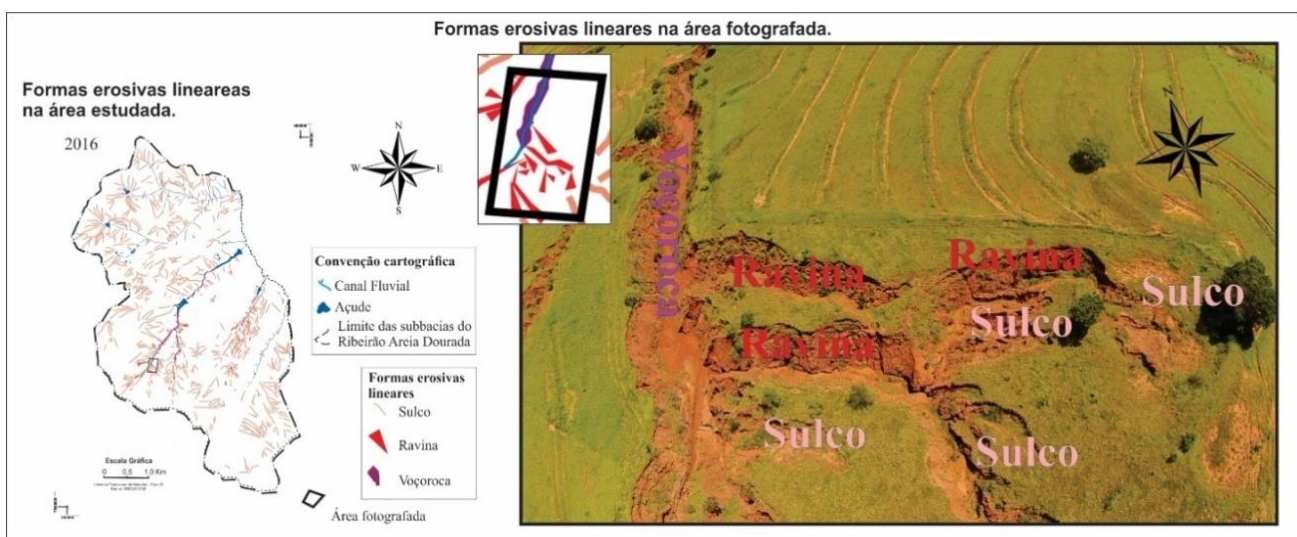 Formas erosivas lineares na área fotografada.
Formas erosivas lineareas
na área estudada.
2016
N
W
E
S
Convenção cartográfica
Canal Fluvial
Açude
Limite das subbacias do
Ribeirão Areia Dourada
Formas erosivas
lineares
Sulco
Ravina
Voçoroca
Escala Gráfica
0 0,5 1,0 Km
Área fotografada
N
Voçoroca
Ravina
Ravina
Sulco
Sulco
Ravina
Sulco
Sulco